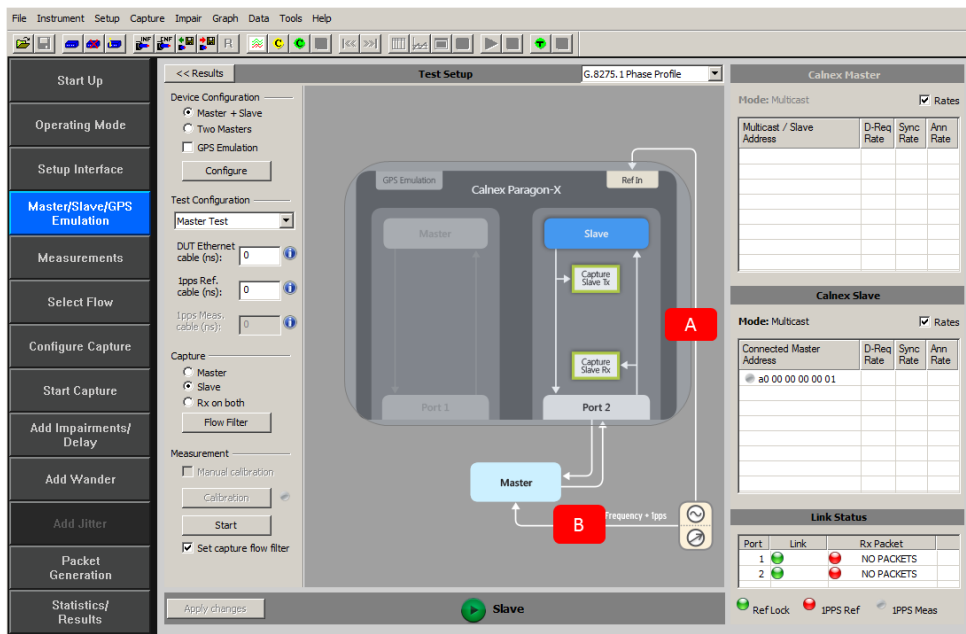 File Instrument Setup Capture Impair Graph Data Tools Help
Start Up
Operating Mode
Setup Interface
Master/Slave/GPS
Emulation
Measurements
Select Flow
Configure Capture
Start Capture
Add Impairments/
Delay
Add Wander
Add Jitter
Packet
Generation
Statistics/
Results
<< Results
Test Setup
G.8275.1 Phase Profile
Device Configuration
Master + Slave
Two Masters
GPS Emulation
Configure
Test Configuration
Master Test
DUT Ethernet
cable (ns): 0
1pps Ref.
cable (ns): 0
1pps Meas.
cable (ns): 0
Capture
Master
Slave
Rx on both
Flow Filter
Measurement
Manual calibration
Calibration
Start
Set capture flow filter
Apply changes
GPS Emulation
Calnex Paragon-X
Ref In
Master
Slave
Capture
Slave Tx
Capture
Slave Rx
Port 1
Port 2
A
Master
B
Frequency + 1pps
Slave
Calnex Master
Mode: Multicast
Rates
Multicast / Slave
Address
D-Req
Rate
Sync
Rate
Ann
Rate
Calnex Slave
Mode: Multicast
Rates
Connected Master
Address
D-Req
Rate
Sync
Rate
Ann
Rate
a0 00 00 00 00 01
Link Status
Port Link Rx Packet
1 NO PACKETS
2 NO PACKETS
Ref Lock 1PPS Ref 1PPS Meas